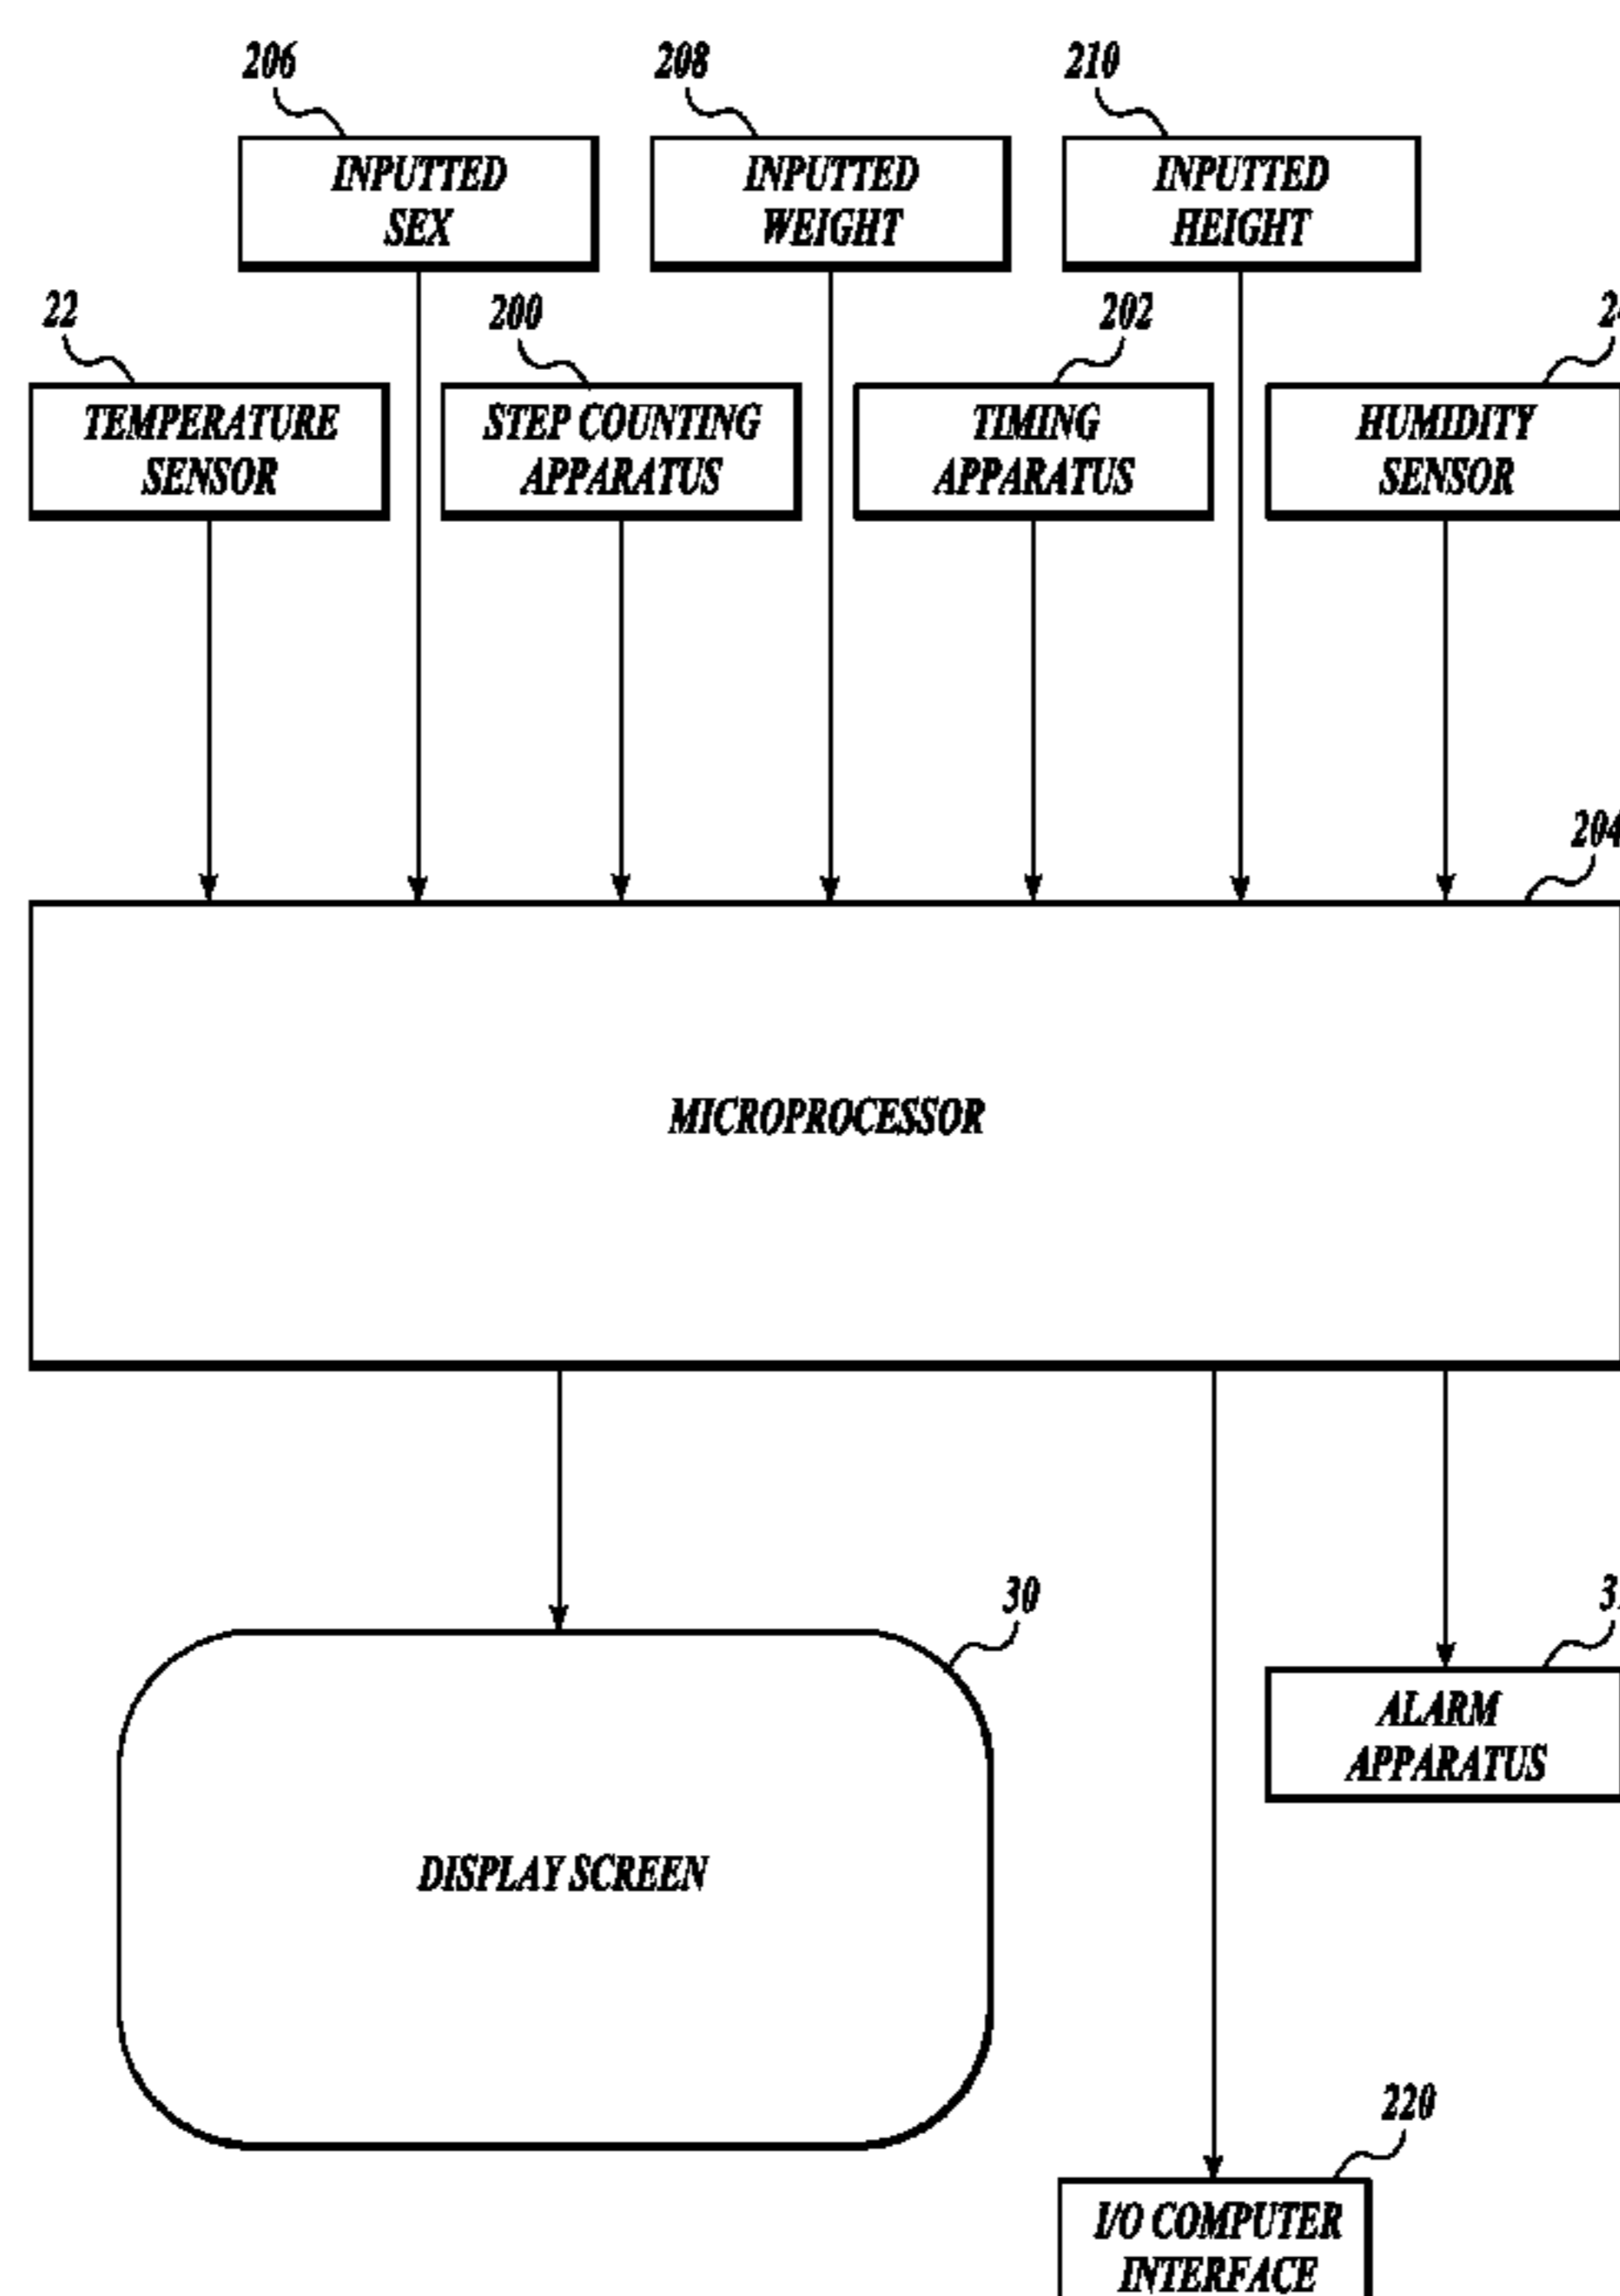 206 208 210
INPUTTED SEX
INPUTTED WEIGHT
INPUTTED HEIGHT
22 200 202
TEMPERATURE SENSOR
STEP COUNTING APPARATUS
TIMING APPARATUS
HUMIDITY SENSOR
204
MICROPROCESSOR
30
ALARM APPARATUS
DISPLAY SCREEN
220
I/O COMPUTER INTERFACE